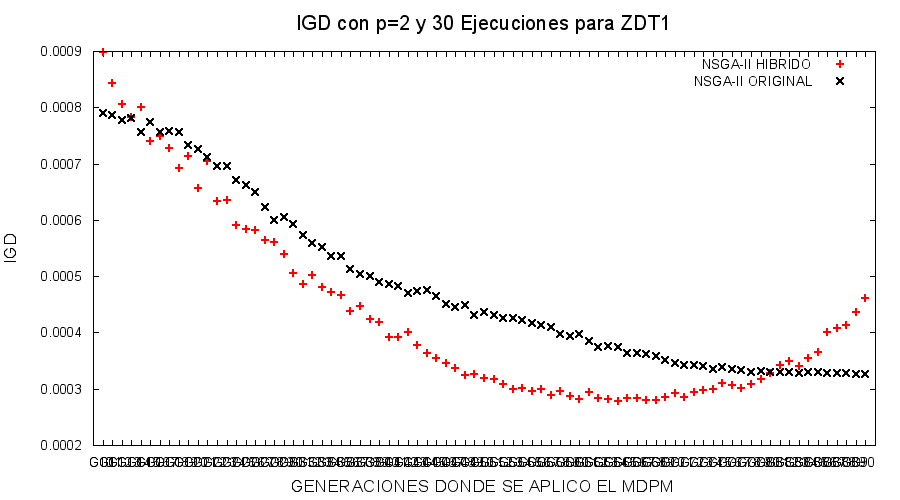 IGD con p=2 y 30 Ejecuciones para ZDT1
0.0009
NSGA-II HIBRIDO
NSGA-II ORIGINAL
0.0008
0.0007
0.0006
IGD
0.0005
0.0004
0.0003
0.0002
GENERACIONES DONDE SE APLICO EL MDPM